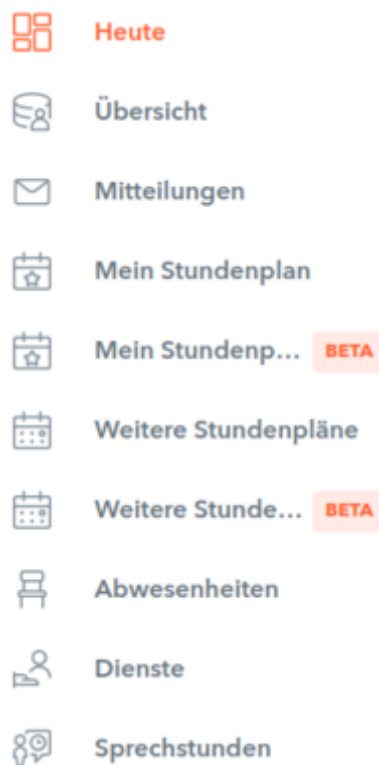 Heute
Übersicht
Mitteilungen
Mein Stundenplan
Mein Stundenp... BETA
Weitere Stundenpläne
Weitere Stunde... BETA
Abwesenheiten
Dienste
Sprechstunden